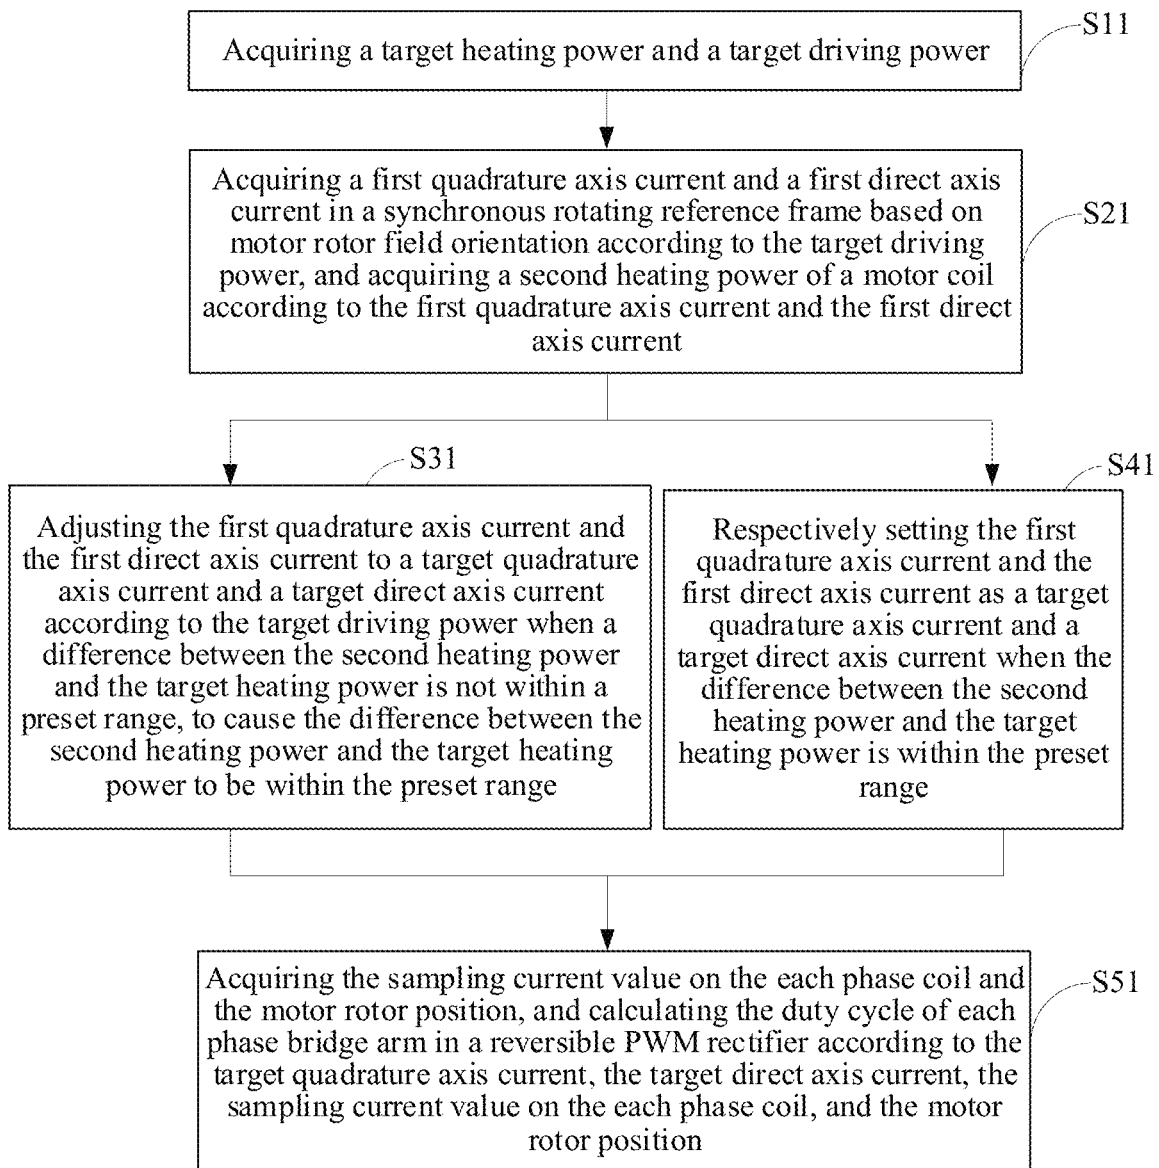 Acquiring a target heating power and a target driving power
S11
Acquiring a first quadrature axis current and a first direct axis
current in a synchronous rotating reference frame based on
motor rotor field orientation according to the target driving
power, and acquiring a second heating power of a motor coil
according to the first quadrature axis current and the first direct
axis current
S21
S31
Adjusting the first quadrature axis current and
the first direct axis current to a target quadrature
axis current and a target direct axis current
according to the target driving power when a
difference between the second heating power
and the target heating power is not within a
preset range, to cause the difference between the
second heating power and the target heating
power to be within the preset range
S41
Respectively setting the first
quadrature axis current and the
first direct axis current as a target
quadrature axis current and a
target direct axis current when the
difference between the second
heating power and the target
heating power is within the preset
range
Acquiring the sampling current value on the each phase coil and
the motor rotor position, and calculating the duty cycle of each
phase bridge arm in a reversible PWM rectifier according to the
target quadrature axis current, the target direct axis current, the
sampling current value on the each phase coil, and the motor
rotor position
S51